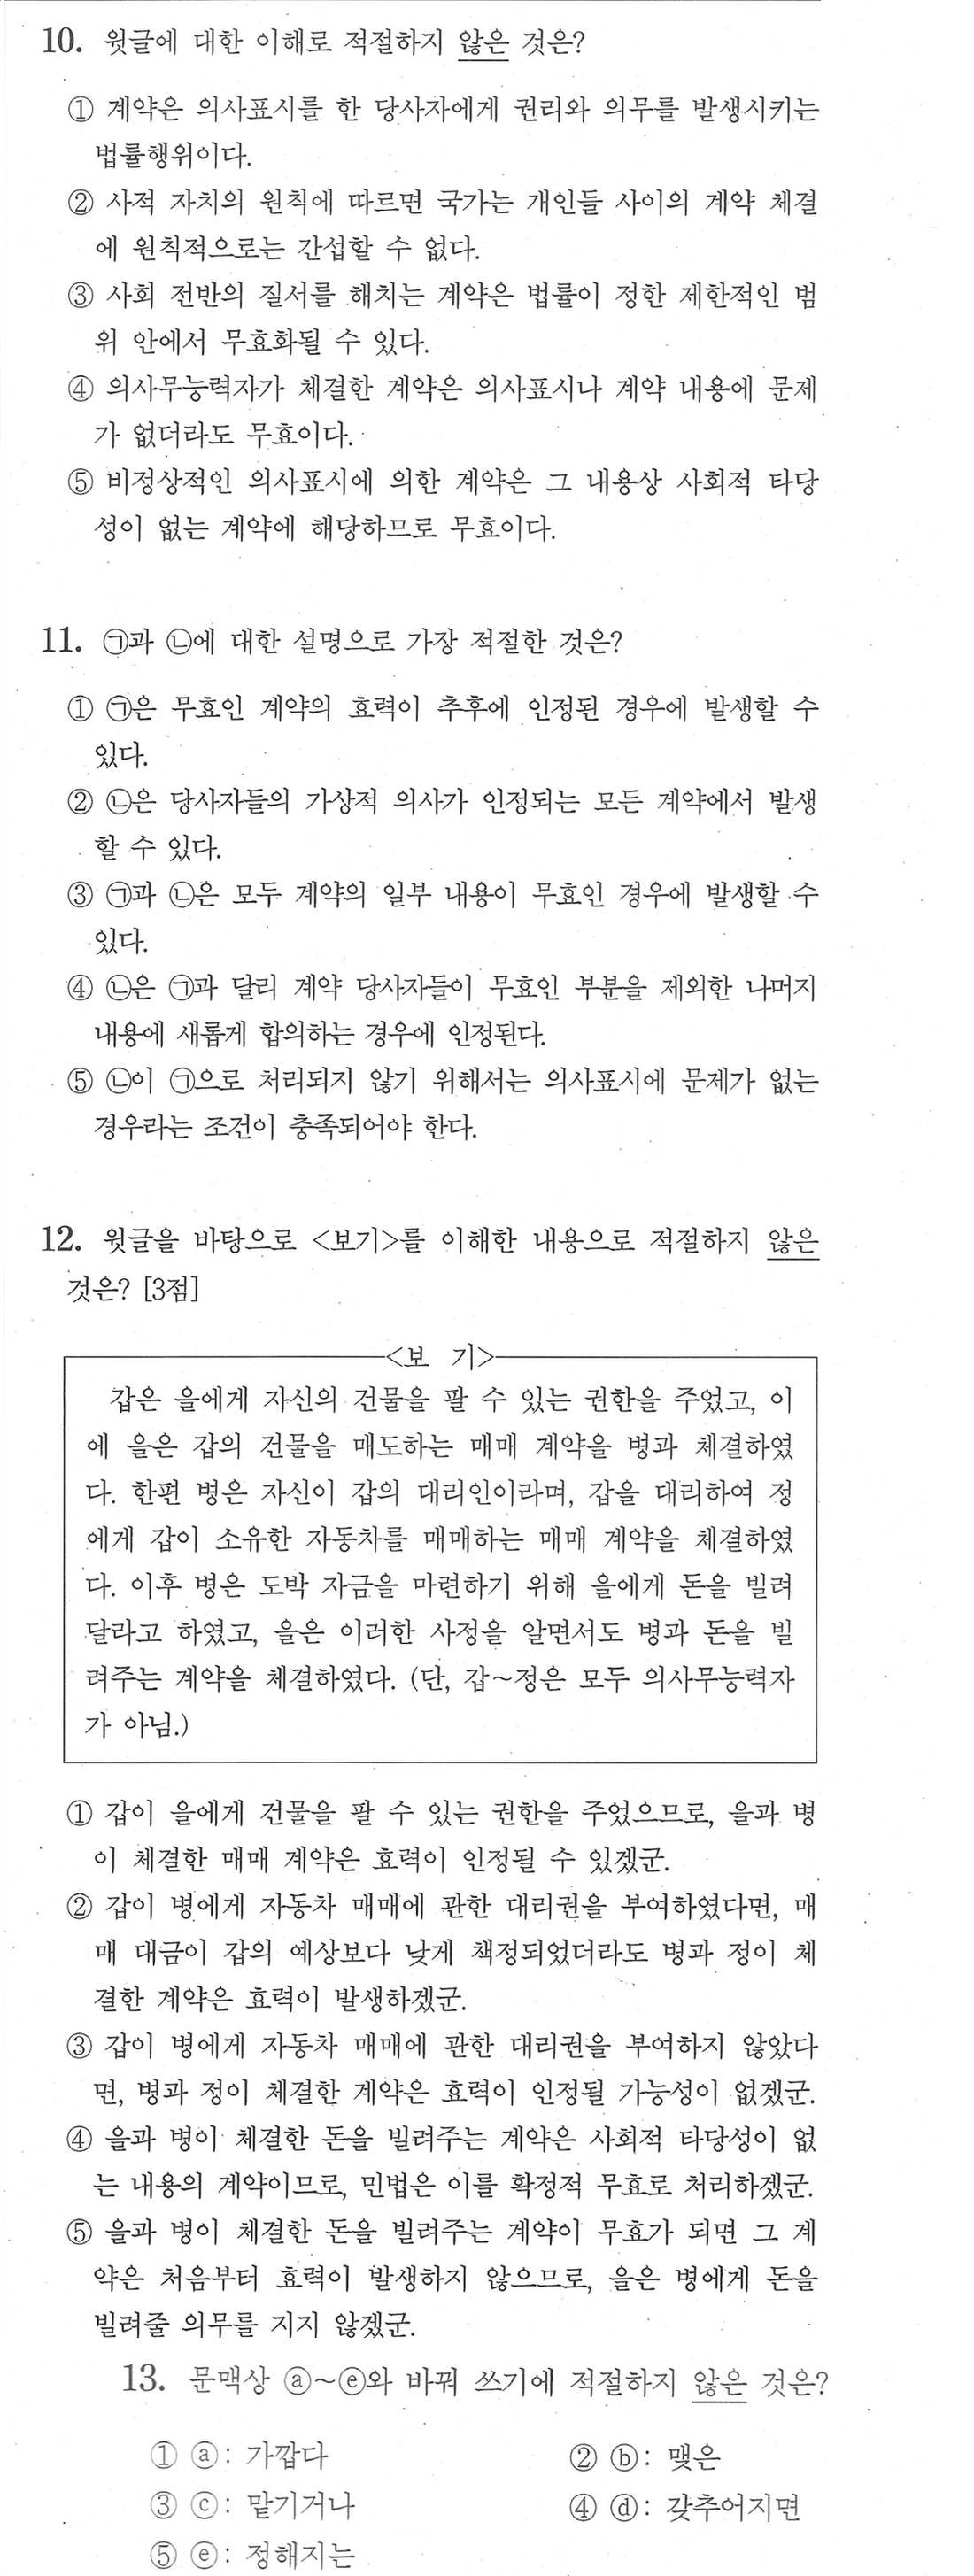 10. 윗글에 대한 이해로 적절하지 않은 것은?
① 계약은 의사표시를 한 당사자에게 권리와 의무를 발생시키는
법률행위이다.
② 사적 자치의 원칙에 따르면 국가는 개인들 사이의 계약 체결
에 원칙적으로는 간섭할 수 없다.
③ 사회 전반의 질서를 해치는 계약은 법률이 정한 제한적인 범
위 안에서 무효화될 수 있다.
④ 의사무능력자가 체결한 계약은 의사표시나 계약 내용에 문제
가 없더라도 무효이다.
⑤ 비정상적인 의사표시에 의한 계약은 그 내용상 사회적 타당
성이 없는 계약에 해당하므로 무효이다.
11. ㉠과 ㉡에 대한 설명으로 가장 적절한 것은?
① ㉠은 무효인 계약의 효력이 추후에 인정된 경우에 발생할 수
있다.
② ㉡은 당사자들의 가상적 의사가 인정되는 모든 계약에서 발생
할 수 있다.
③ ㉠과 ㉡은 모두 계약의 일부 내용이 무효인 경우에 발생할 수
있다.
④ ㉡은 ㉠과 달리 계약 당사자들이 무효인 부분을 제외한 나머지
내용에 새롭게 합의하는 경우에 인정된다.
⑤ ㉡이 ㉠으로 처리되지 않기 위해서는 의사표시에 문제가 없는
경우라는 조건이 충족되어야 한다.
12. 윗글을 바탕으로 <보기>를 이해한 내용으로 적절하지 않은
것은? [3점]
<보 기>
갑은 을에게 자신의 건물을 팔 수 있는 권한을 주었고, 이
에 을은 갑의 건물을 매도하는 매매 계약을 병과 체결하였
다. 한편 병은 자신이 갑의 대리인이라며, 갑을 대리하여 정
에게 갑이 소유한 자동차를 매매하는 매매 계약을 체결하였
다. 이후 병은 도박 자금을 마련하기 위해 을에게 돈을 빌려
달라고 하였고, 을은 이러한 사정을 알면서도 병과 돈을 빌
려주는 계약을 체결하였다. (단, 갑~정은 모두 의사무능력자
가 아님.)
① 갑이 을에게 건물을 팔 수 있는 권한을 주었으므로, 을과 병
이 체결한 매매 계약은 효력이 인정될 수 있겠군.
② 갑이 병에게 자동차 매매에 관한 대리권을 부여하였다면, 매
매 대금이 갑의 예상보다 낮게 책정되었더라도 병과 정이 체
결한 계약은 효력이 발생하겠군.
③ 갑이 병에게 자동차 매매에 관한 대리권을 부여하지 않았다
면, 병과 정이 체결한 계약은 효력이 인정될 가능성이 없겠군.
④ 을과 병이 체결한 돈을 빌려주는 계약은 사회적 타당성이 없
는 내용의 계약이므로, 민법은 이를 확정적 무효로 처리하겠군.
⑤ 을과 병이 체결한 돈을 빌려주는 계약이 무효가 되면 그 계
약은 처음부터 효력이 발생하지 않으므로, 을은 병에게 돈을
빌려줄 의무를 지지 않겠군.
13. 문맥상 ⓐ~ⓔ와 바꿔 쓰기에 적절하지 않은 것은?
① ⓐ: 가깝다 ② ⓑ: 맺은
③ ⓒ: 맡기거나 ④ ⓓ: 갖추어지면
⑤ ⓔ: 정해지는